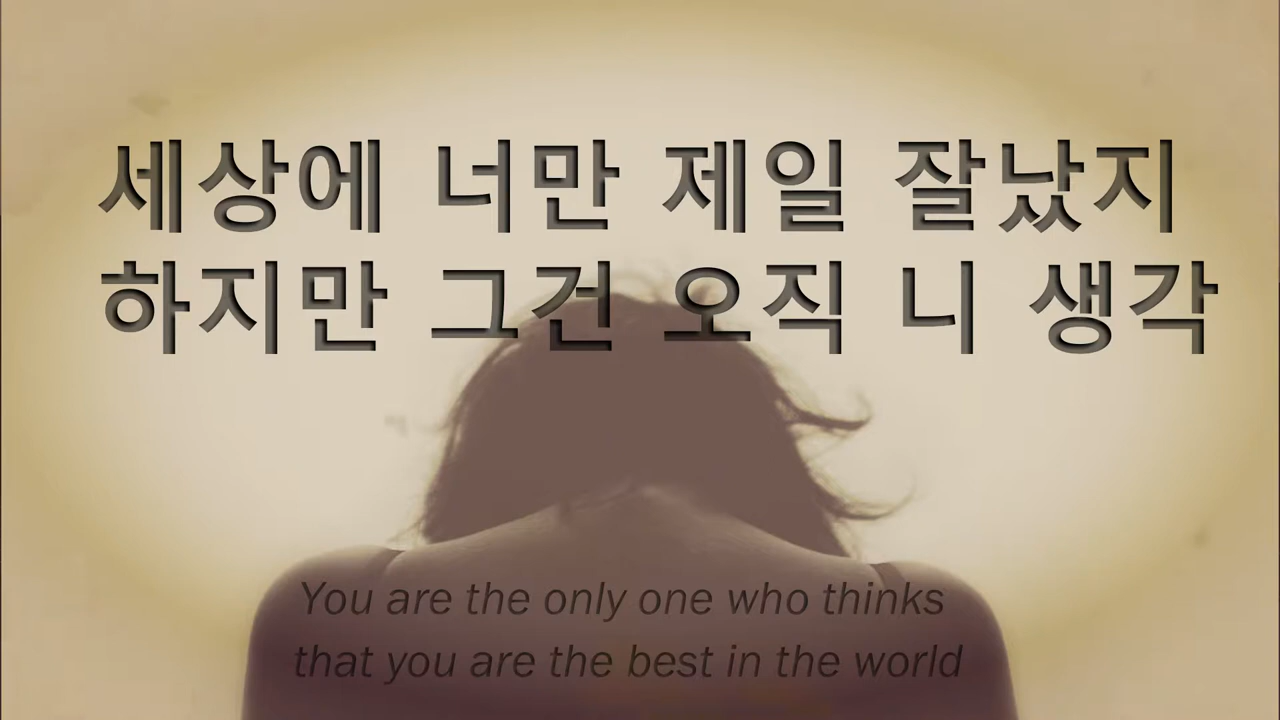 세상에 너만 제일 잘났지
하지만 그건 오직 니 생각
You are the only one who thinks
that you are the best in the world